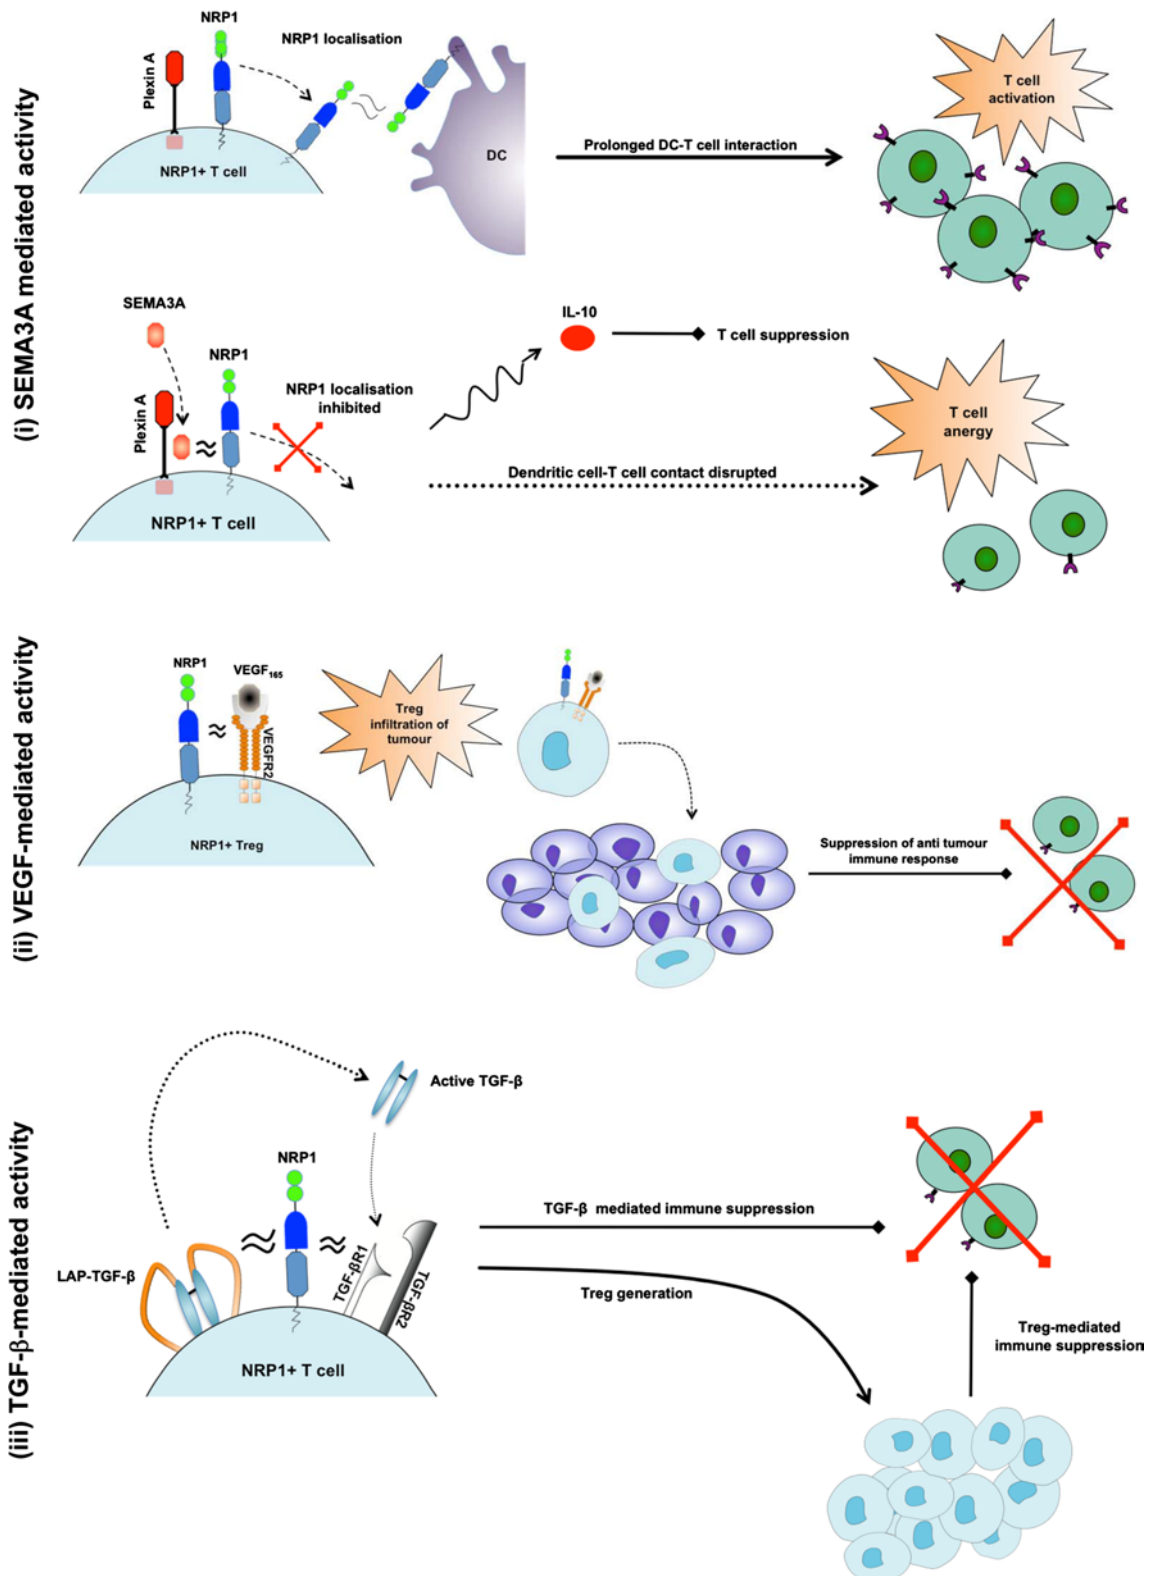 (i) SEMA3A mediated activity
NRP1
NRP1 localisation
Plexin A
NRP1+ T cell
DC
Prolonged DC-T cell interaction
T cell
activation
SEMA3A
NRP1
Plexin A
NRP1 localisation
inhibited
NRP1+ T cell
IL-10
T cell suppression
Dendritic cell-T cell contact disrupted
T cell
anergy
(ii) VEGF-mediated activity
NRP1
VEGF165
VEGFR2
NRP1+ Treg
Treg
infiltration of
tumour
Suppression of anti tumour
immune response
(iii) TGF-β-mediated activity
Active TGF-β
NRP1
LAP-TGF-β
TGF-βR1
TGF-βR2
NRP1+ T cell
TGF-β mediated immune suppression
Treg generation
Treg-mediated
immune suppression